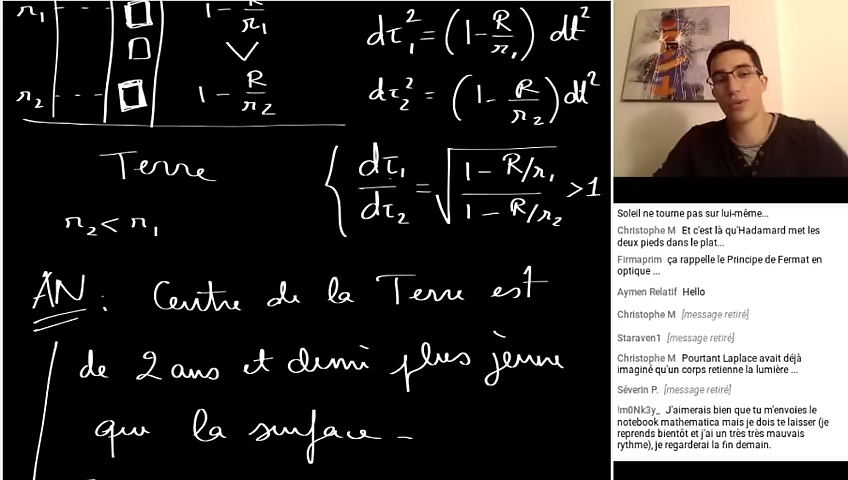 r₁ 1 - R/r₁ dτ₁² = (1 - R/r₁) dt²
r₂ 1 - R/r₂ dτ₂² = (1 - R/r₂) dt²
Terre
r₂ < r₁
dτ₁/dτ₂ = √((1 - R/r₁)/(1 - R/r₂)) > 1
AN : Centre de la Terre est
de 2 ans et demi plus jeune
que la surface -
Soleil ne tourne pas sur lui-même...
Christophe M Et c'est là qu'Hadamard met les
deux pieds dans le plat...
Firmaprim ça rappelle le Principe de Fermat en
optique ...
Aymen Relatif Hello
Christophe M [message retiré]
Staraven1 [message retiré]
Christophe M Pourtant Laplace avait déjà
imaginé qu'un corps retienne la lumière ...
Séverin P. [message retiré]
!m0Nk3y_ J'aimerais bien que tu m'envoies le
notebook mathematica mais je dois te laisser (je
reprends bientôt et j'ai un très très mauvais
rythme), je regarderai la fin demain.